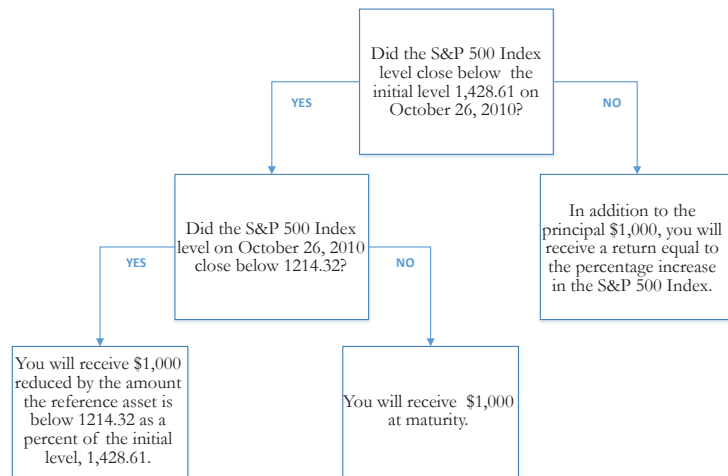 Did the S&P 500 Index
level close below the
initial level 1,428.61 on
October 26, 2010?
YES
NO
Did the S&P 500 Index
level on October 26, 2010
close below 1214.32?
In addition to the
principal $1,000, you will
receive a return equal to
the percentage increase
in the S&P 500 Index.
YES
NO
You will receive $1,000
reduced by the amount
the reference asset is
below 1214.32 as a
percent of the initial
level, 1,428.61.
You will receive $1,000
at maturity.